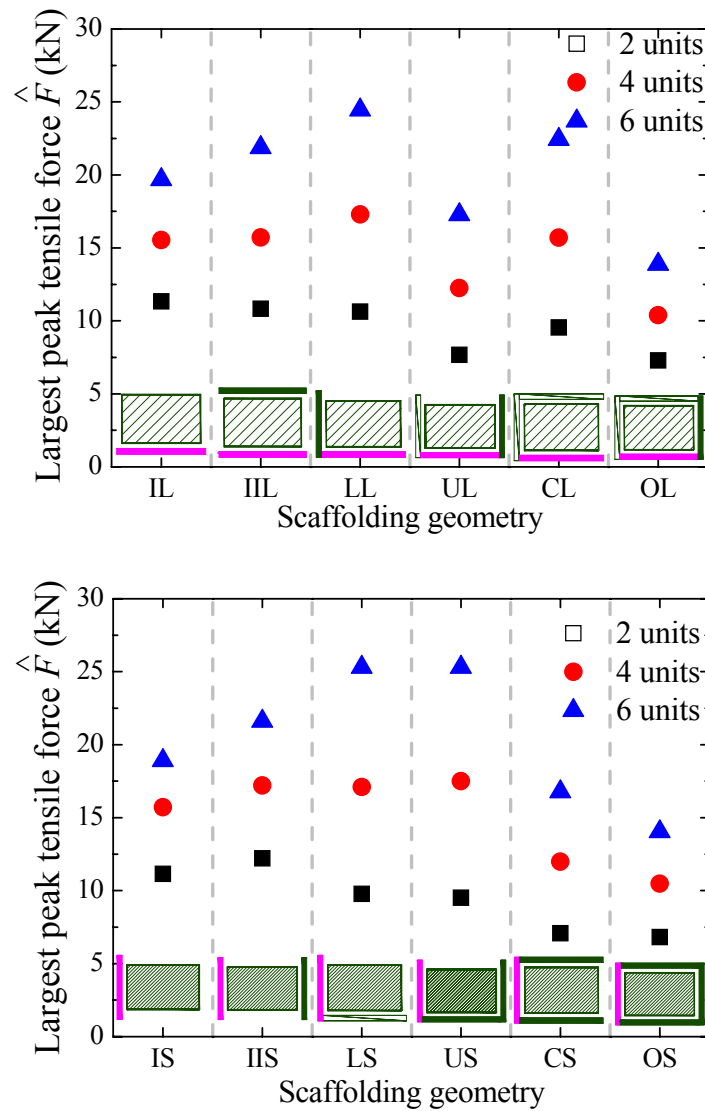 Largest peak tensile force F̂ (kN)
30
25
20
15
10
5
0
2 units
4 units
6 units
IL IIL LL UL CL OL
Scaffolding geometry
Largest peak tensile force F̂ (kN)
30
25
20
15
10
5
0
2 units
4 units
6 units
IS IIS LS US CS OS
Scaffolding geometry